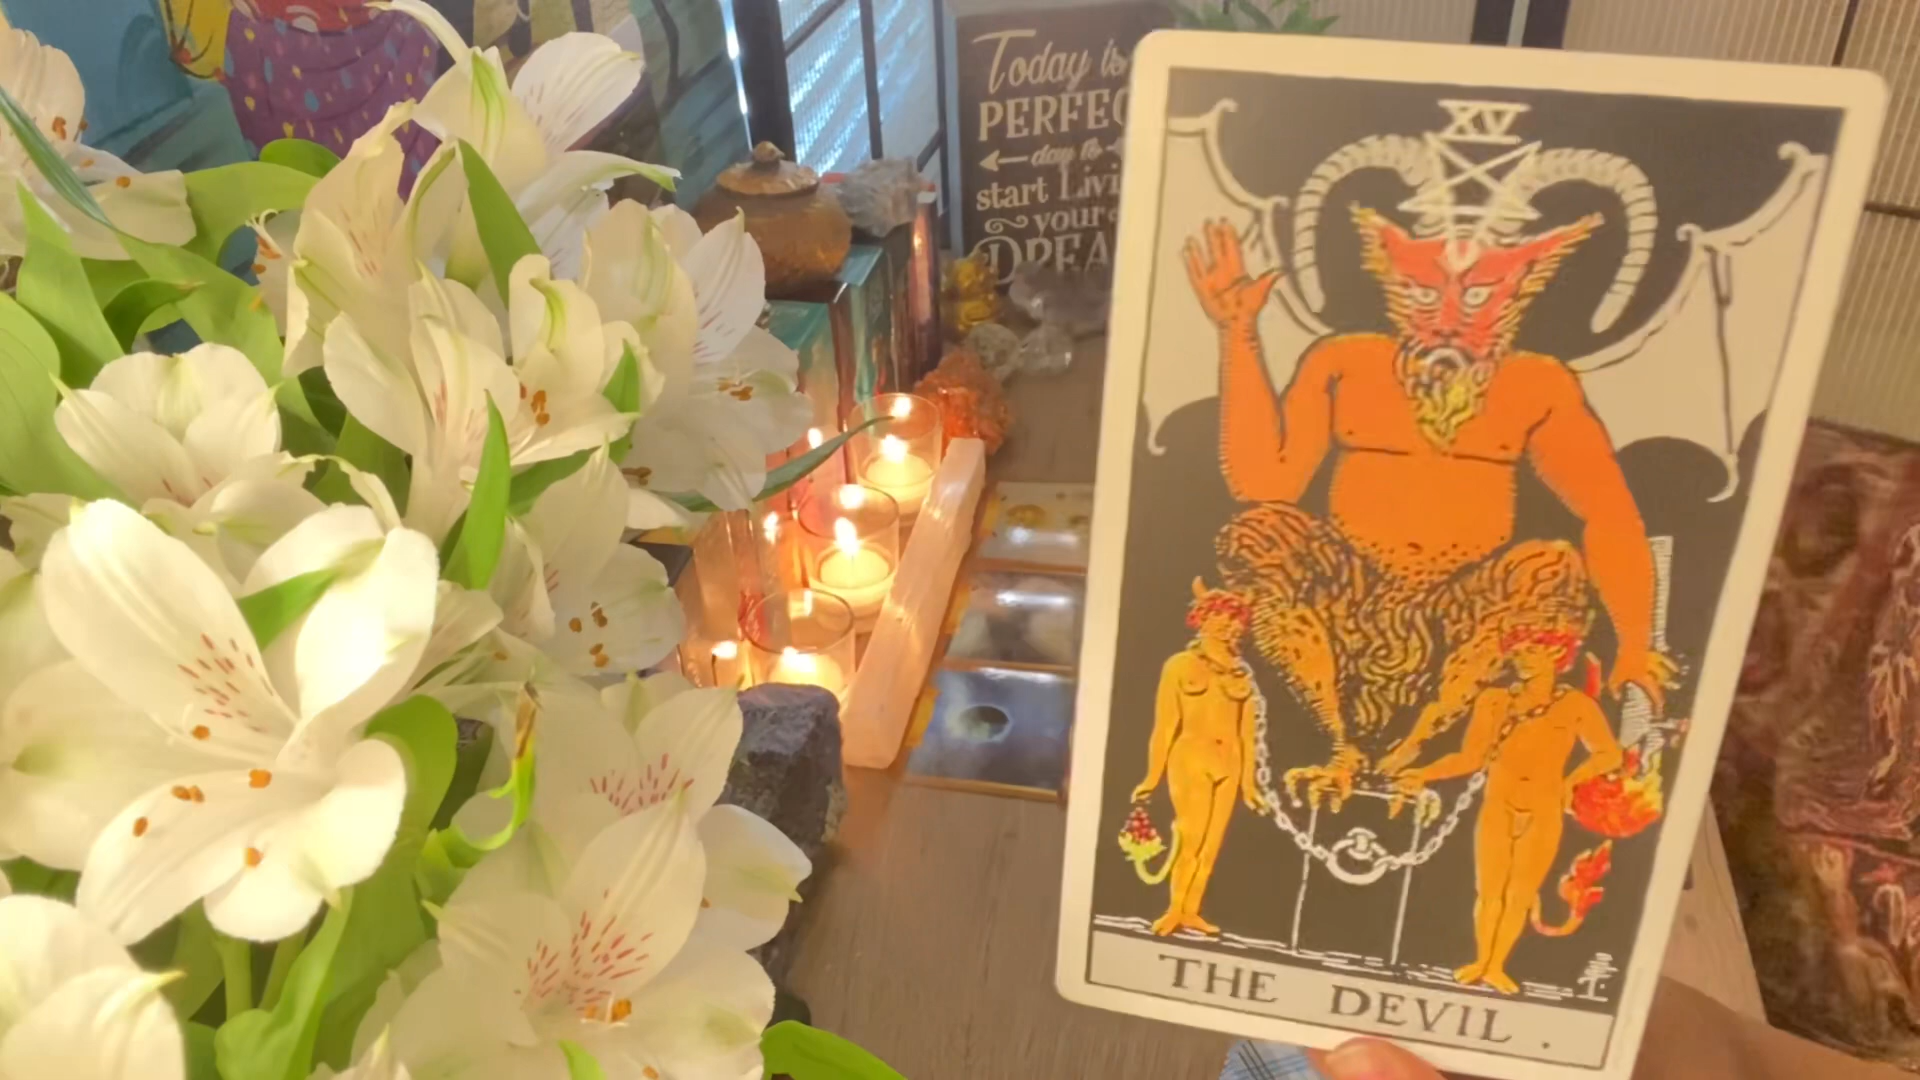 Today is
PERFEC
day to
start Livi
your
DREA
XV
THE DEVIL.